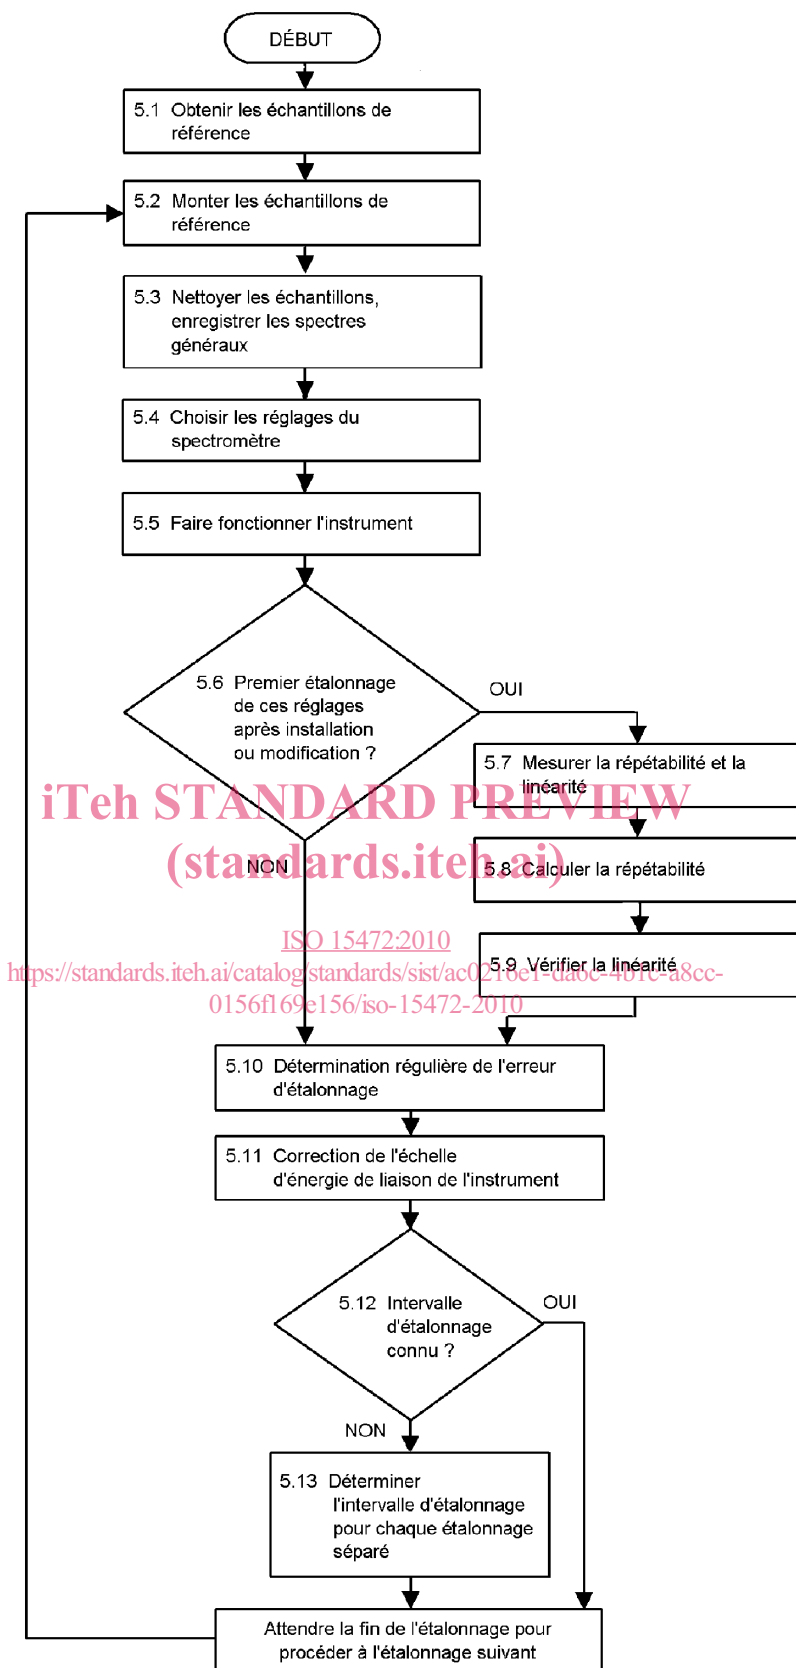 DÉBUT
5.1 Obtenir les échantillons de
référence
5.2 Monter les échantillons de
référence
5.3 Nettoyer les échantillons,
enregistrer les spectres
généraux
5.4 Choisir les réglages du
spectromètre
5.5 Faire fonctionner l'instrument
5.6 Premier étalonnage
de ces réglages
après installation
ou modification ?
OUI
5.7 Mesurer la répétabilité et la
linéarité
iTeh STANDARD PREVIEW
(standards.iteh.ai)
NON
5.8 Calculer la répétabilité
ISO 15472:2010
5.9 Vérifier la linéarité
https://standards.iteh.ai/catalog/standards/sist/ac0216e1-da6c-4b1c-a8cc-
0156f169e156/iso-15472-2010
5.10 Détermination régulière de l'erreur
d'étalonnage
5.11 Correction de l'échelle
d'énergie de liaison de l'instrument
5.12 Intervalle
d'étalonnage
connu ?
OUI
NON
5.13 Déterminer
l'intervalle d'étalonnage
pour chaque étalonnage
séparé
Attendre la fin de l'étalonnage pour
procéder à l'étalonnage suivant